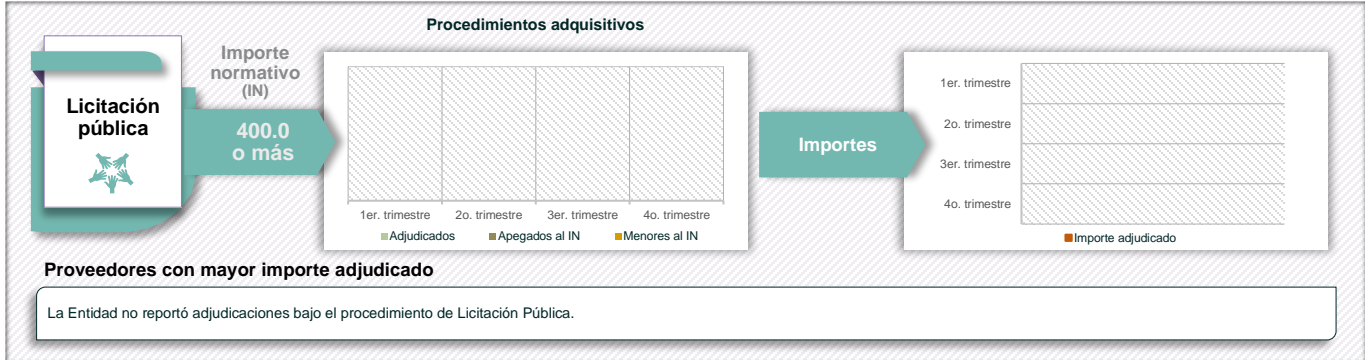 Procedimientos adquisitivos
Licitación
pública
Importe
normativo
(IN)
400.0
o más
1er. trimestre 2o. trimestre 3er. trimestre 4o. trimestre
Adjudicados Apegados al IN Menores al IN
Importes
1er. trimestre
2o. trimestre
3er. trimestre
4o. trimestre
Importe adjudicado
Proveedores con mayor importe adjudicado
La Entidad no reportó adjudicaciones bajo el procedimiento de Licitación Pública.